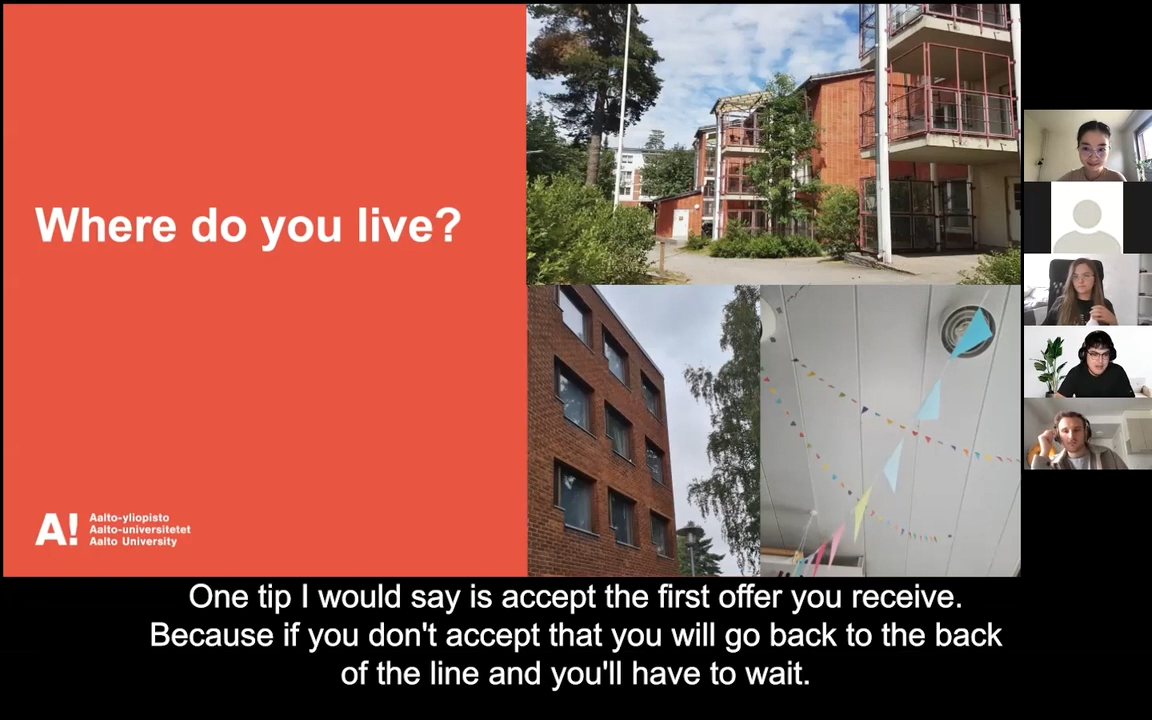 Where do you live?
A!
Aalto-yliopisto
Aalto-universitetet
Aalto University
One tip I would say is accept the first offer you receive.
Because if you don't accept that you will go back to the back
of the line and you'll have to wait.